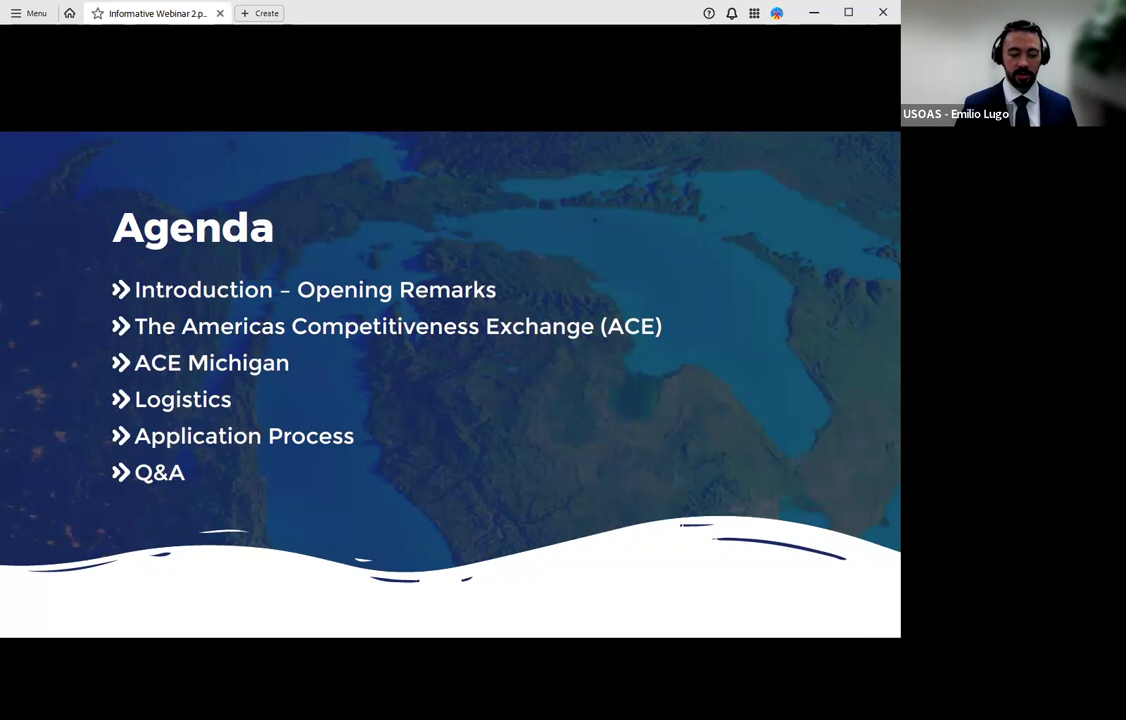 Menu
Informative Webinar 2.p...
Create
USOAS - Emilio Lugo
Agenda
Introduction – Opening Remarks
The Americas Competitiveness Exchange (ACE)
ACE Michigan
Logistics
Application Process
Q&A